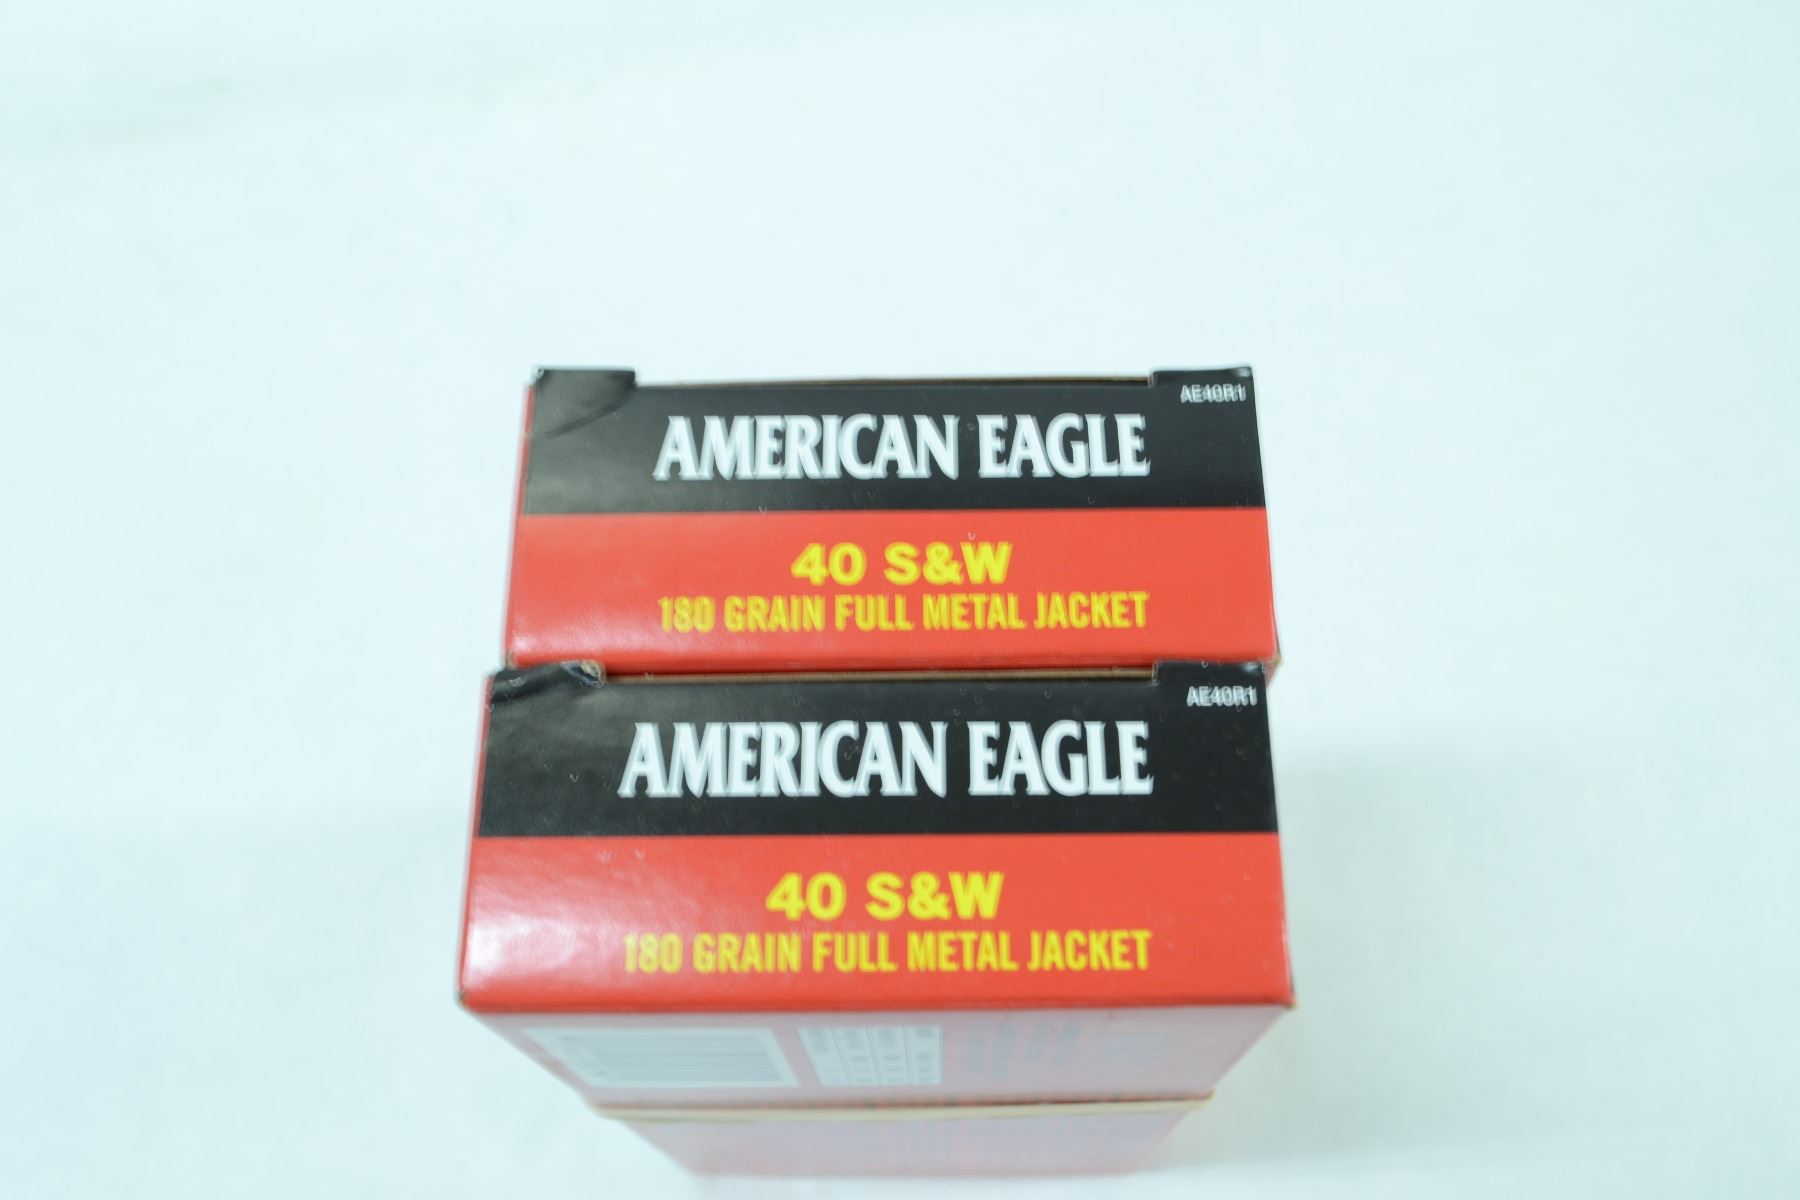 AE40R1
AMERICAN EAGLE
40 S&W
180 GRAIN FULL METAL JACKET
AE40R1
AMERICAN EAGLE
40 S&W
180 GRAIN FULL METAL JACKET